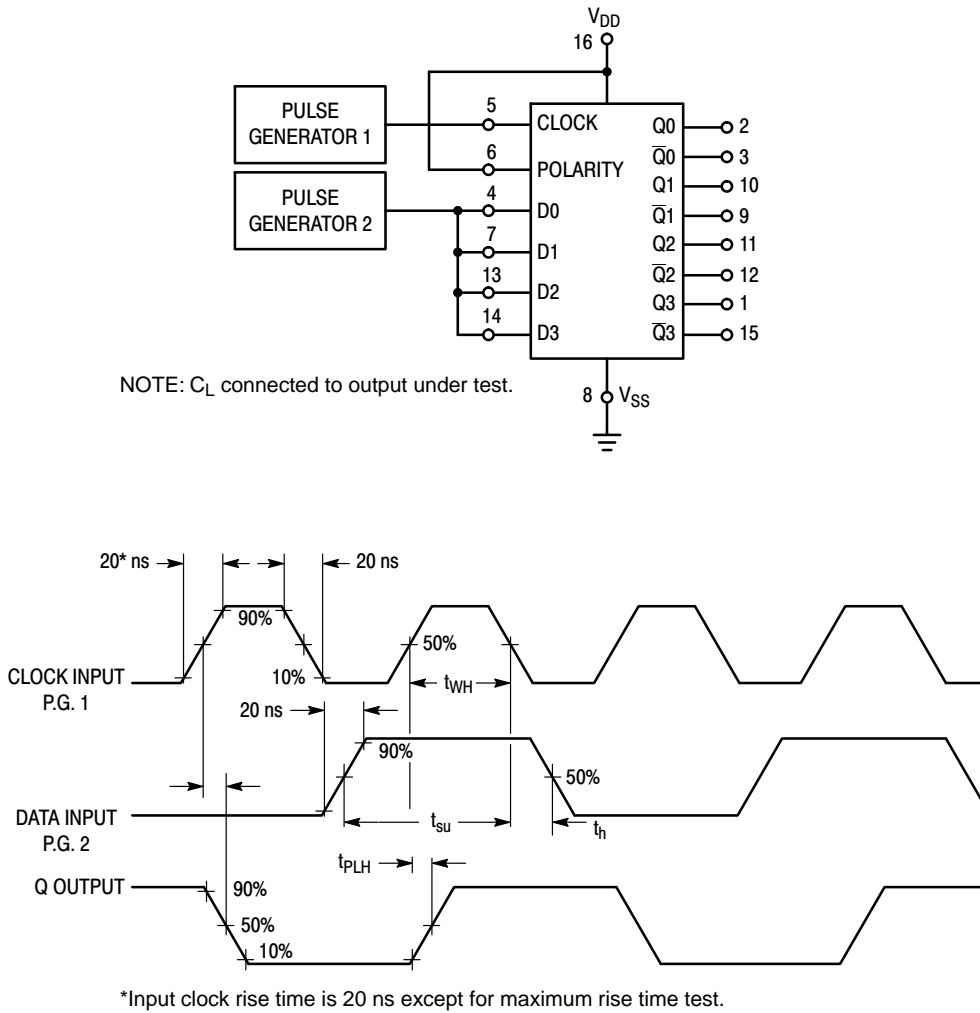 VDD
16
PULSE
GENERATOR 1
5
CLOCK
Q0
2
6
POLARITY
Q̅0
3
PULSE
GENERATOR 2
4
D0
Q1
10
7
D1
Q̅1
9
13
D2
Q2
11
14
D3
Q̅2
12
Q3
1
Q̅3
15
NOTE: CL connected to output under test.
8
VSS
20* ns
20 ns
90%
50%
10%
CLOCK INPUT
P.G. 1
tWH
20 ns
90%
50%
DATA INPUT
P.G. 2
tsu
th
tPLH
Q OUTPUT
90%
50%
10%
*Input clock rise time is 20 ns except for maximum rise time test.